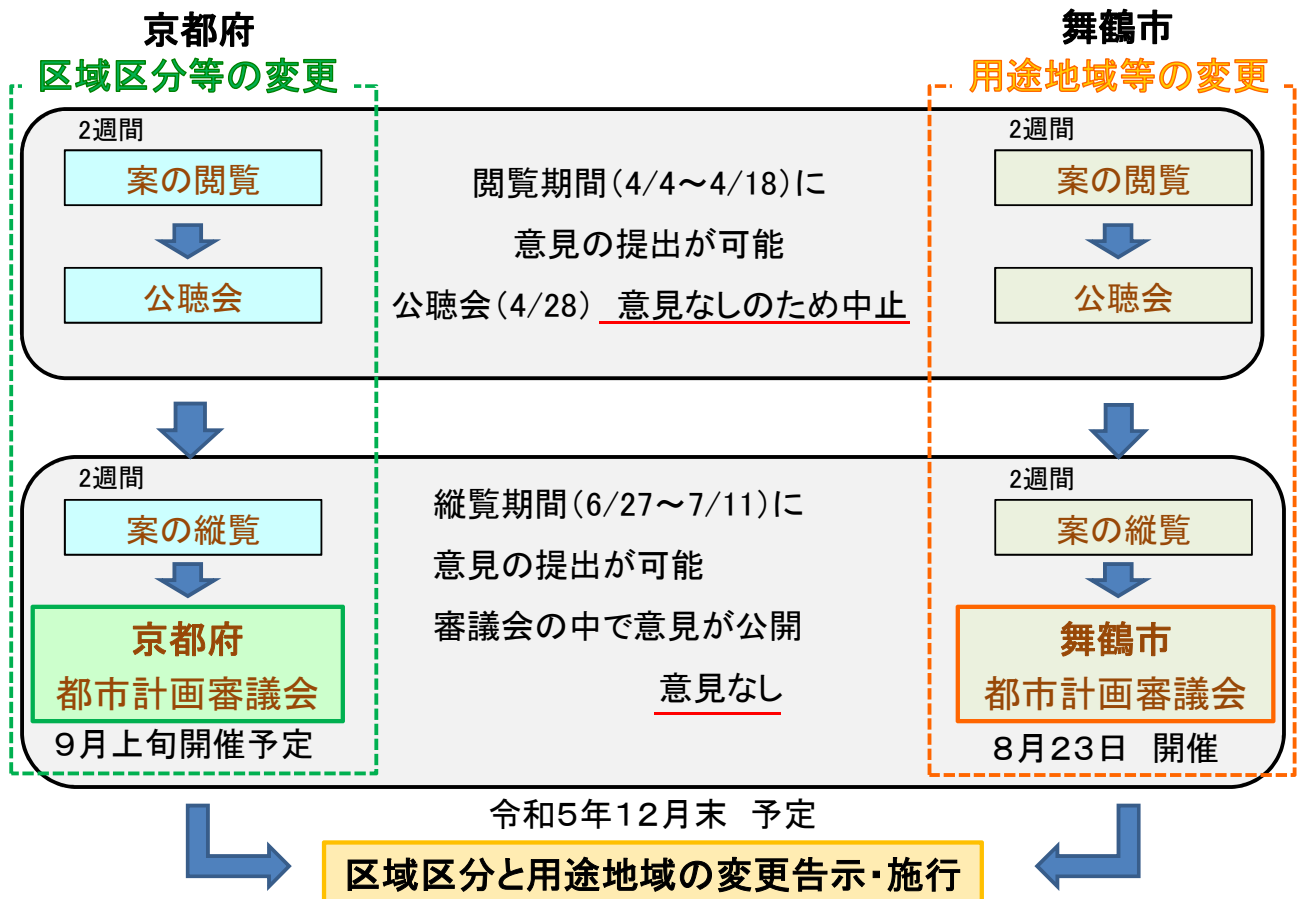 京都府
区域区分等の変更
舞鶴市
用途地域等の変更
2週間
案の閲覧
公聴会
閲覧期間(4/4～4/18)に
意見の提出が可能
公聴会(4/28) 意見なしのため中止
2週間
案の閲覧
公聴会
2週間
案の縦覧
京都府
都市計画審議会
９月上旬開催予定
縦覧期間(6/27～7/11)に
意見の提出が可能
審議会の中で意見が公開
意見なし
2週間
案の縦覧
舞鶴市
都市計画審議会
８月２３日 開催
令和５年１２月末 予定
区域区分と用途地域の変更告示・施行